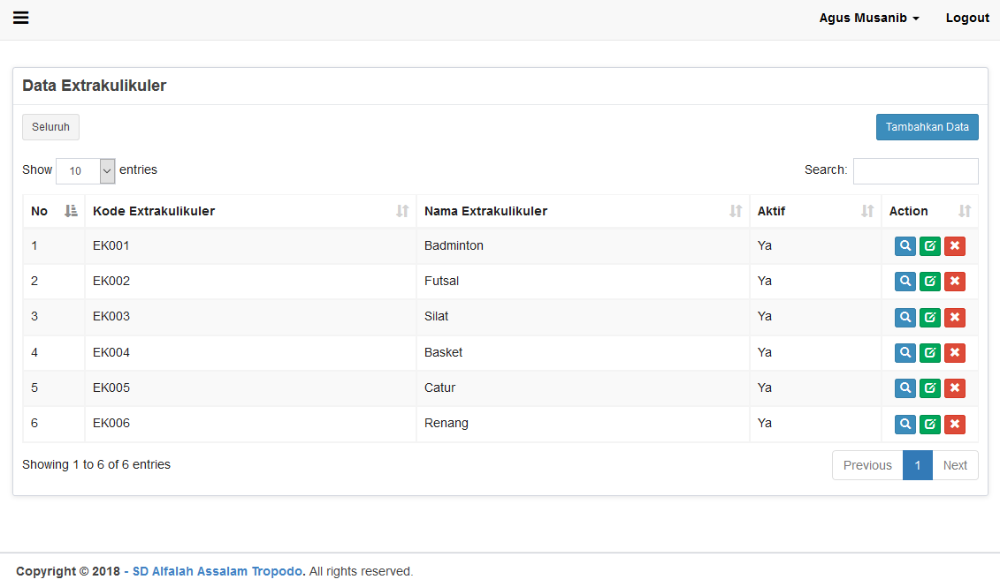 Agus Musanib Logout
Data Extrakulikuler
Seluruh Tambahkan Data
Show 10 entries Search:
No Kode Extrakulikuler Nama Extrakulikuler Aktif Action
1 EK001 Badminton Ya
2 EK002 Futsal Ya
3 EK003 Silat Ya
4 EK004 Basket Ya
5 EK005 Catur Ya
6 EK006 Renang Ya
Showing 1 to 6 of 6 entries Previous 1 Next
Copyright © 2018 - SD Alfalah Assalam Tropodo. All rights reserved.